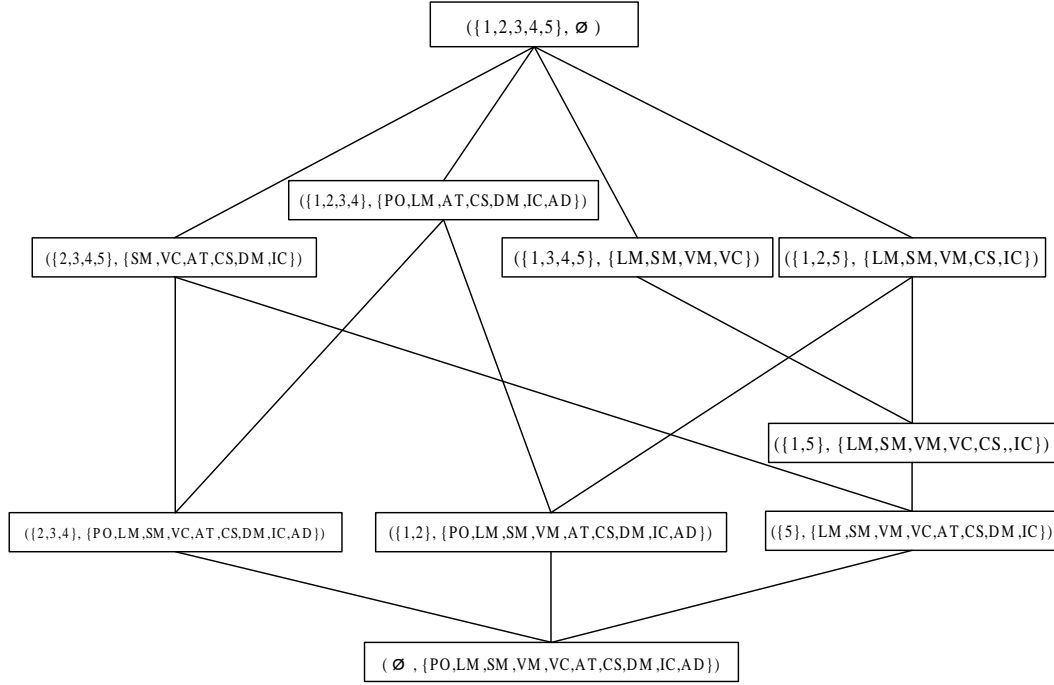 ({1,2,3,4,5}, ø )
({1,2,3,4}, {PO,LM,AT,CS,DM,IC,AD})
({2,3,4,5}, {SM,VC,AT,CS,DM,IC})
({1,3,4,5}, {LM,SM,VM,VC})
({1,2,5}, {LM,SM,VM,CS,IC})
({1,5}, {LM,SM,VM,VC,CS,,IC})
({2,3,4}, {PO,LM,SM,VC,AT,CS,DM,IC,AD})
({1,2}, {PO,LM,SM,VM,AT,CS,DM,IC,AD})
({5}, {LM,SM,VM,VC,AT,CS,DM,IC})
( ø , {PO,LM,SM,VM,VC,AT,CS,DM,IC,AD})